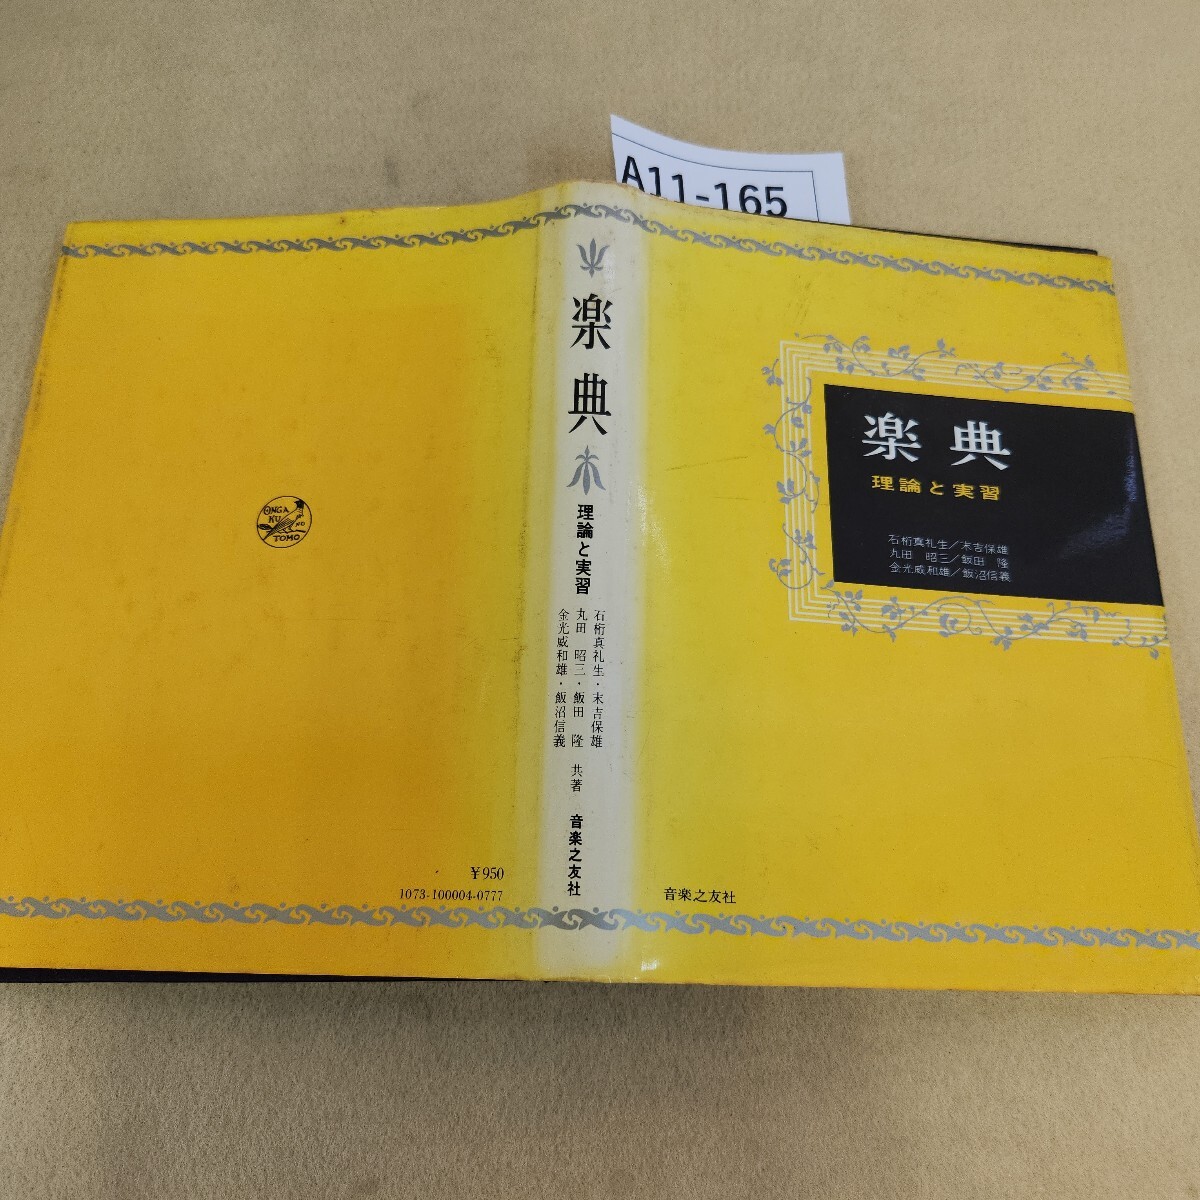 A11-165
楽典
理論と実習
石桁真礼生・末吉保雄
丸田 昭三・飯田 隆
金光威和雄・飯沼信義
共著
音楽之友社
楽典
理論と実習
石桁真礼生／末吉保雄
丸田 昭三／飯田 隆
金光威和雄／飯沼信義
音楽之友社
ONGA
KU
NO
TOMO
￥950
1073-100004-0777